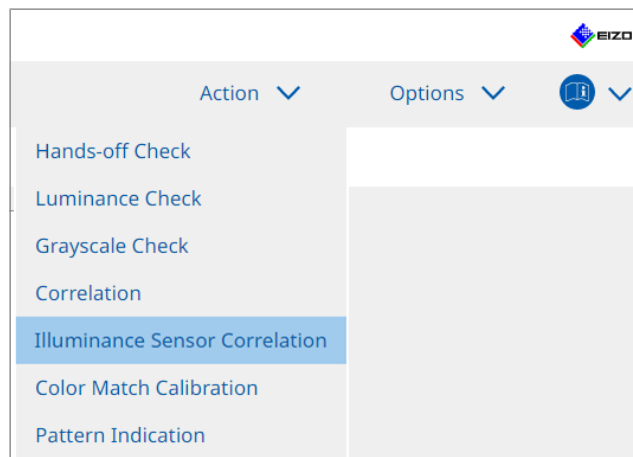 EIZO
Action
Options
Hands-off Check
Luminance Check
Grayscale Check
Correlation
Illuminance Sensor Correlation
Color Match Calibration
Pattern Indication